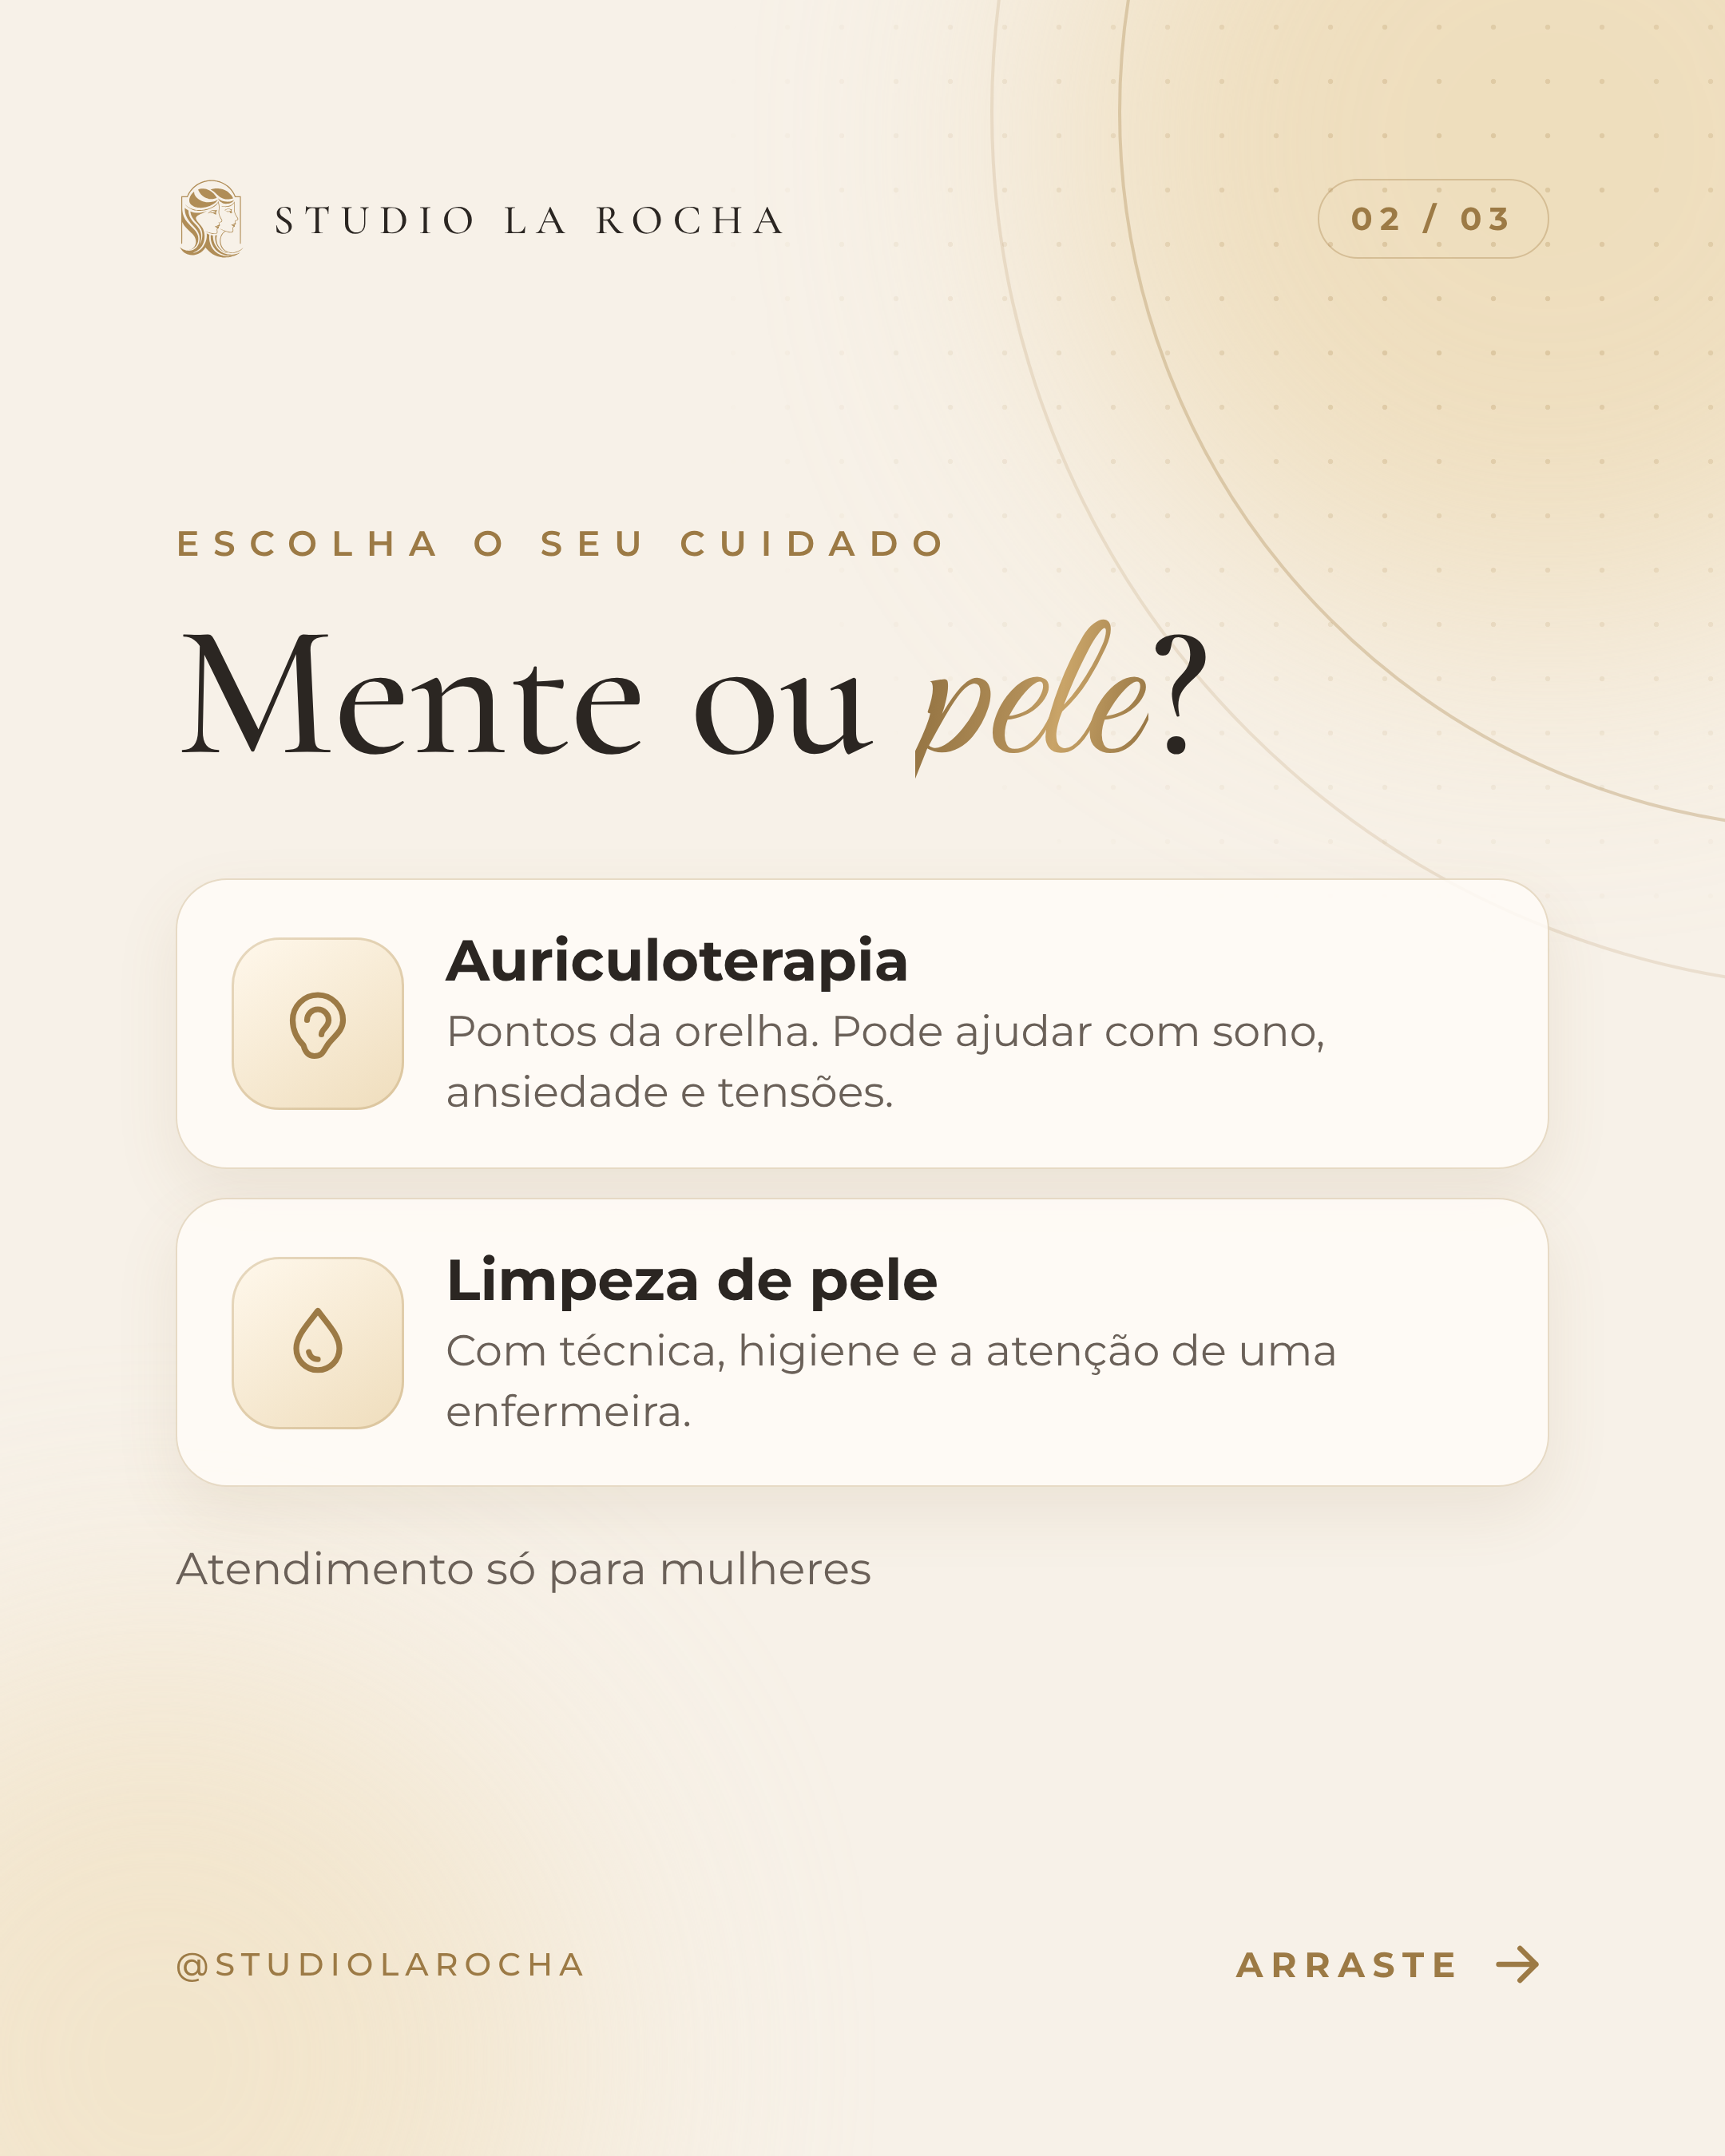 STUDIO LA ROCHA
02 / 03
ESCOLHA O SEU CUIDADO
Mente ou pele?
Auriculoterapia
Pontos da orelha. Pode ajudar com sono,
ansiedade e tensões.
Limpeza de pele
Com técnica, higiene e a atenção de uma
enfermeira.
Atendimento só para mulheres
@STUDIOLAROCHA
ARRASTE →